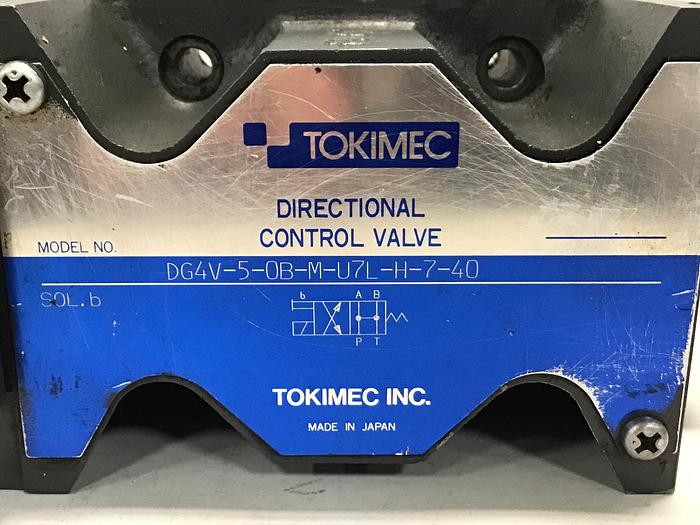 TOKIMEC
DIRECTIONAL
CONTROL VALVE
MODEL NO.
DG4V-5-0B-M-U7L-H-7-40
SOL.b
b A B
P T
TOKIMEC INC.
MADE IN JAPAN